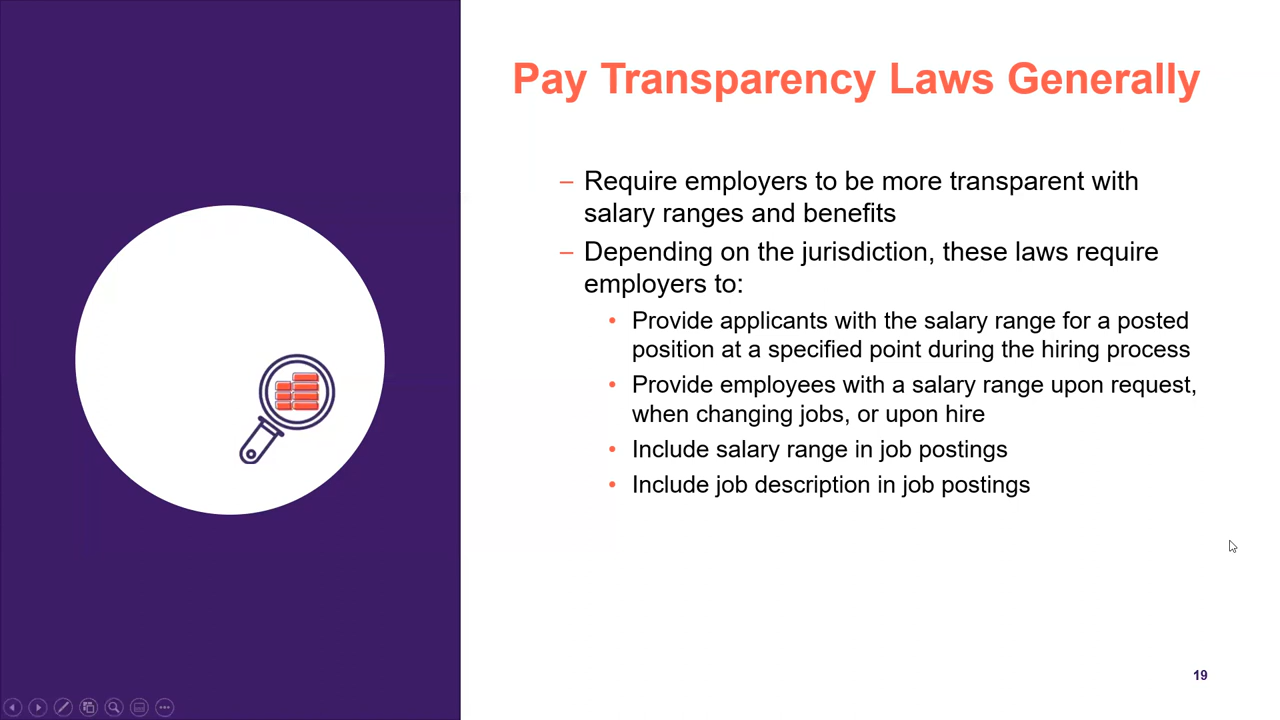 Pay Transparency Laws Generally
– Require employers to be more transparent with
salary ranges and benefits
– Depending on the jurisdiction, these laws require
employers to:
• Provide applicants with the salary range for a posted
position at a specified point during the hiring process
• Provide employees with a salary range upon request,
when changing jobs, or upon hire
• Include salary range in job postings
• Include job description in job postings
19